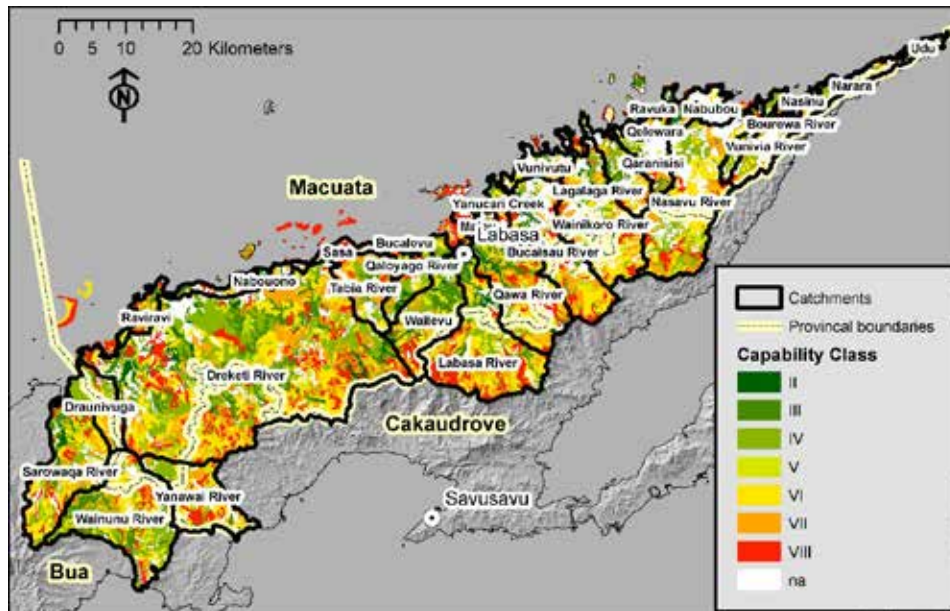 0 5 10 20 Kilometers
N
Udu
Narara
Nasinu
Ravuka
Nabubou
Bourewa River
Qelewara
Vunivia River
Vunivutu
Qaranisisi
Macuata
Lagalaga River
Yanucari Creek
Nasavu River
Wainikoro River
Labasa
Bucalevu
Sasa
Bucaisau River
Qaloyago River
Nabouono
Tabia River
Qawa River
Raviravi
Wailevu
Labasa River
Dreketi River
Draunivuga
Cakaudrove
Sarowaqa River
Yanawai River
Savusavu
Wainunu River
Bua
Catchments
Provincal boundaries
Capability Class
II
III
IV
V
VI
VII
VIII
na